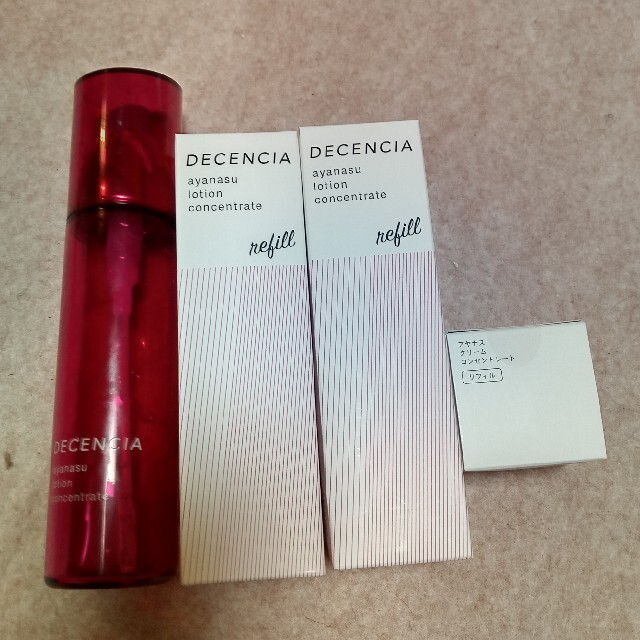 DECENCIA
ayanasu
lotion
concentrate
DECENCIA
ayanasu
lotion
concentrate
refill
DECENCIA
ayanasu
lotion
concentrate
refill
アヤナス
クリーム
コンセントレート
リフィル